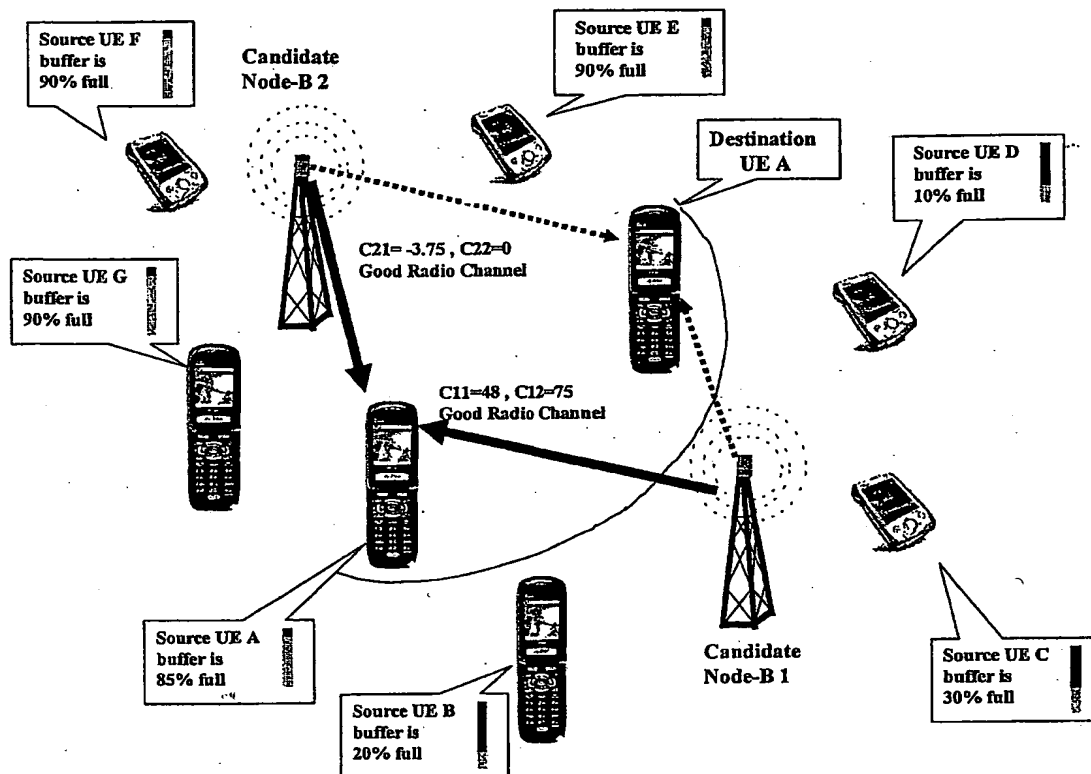 Source UE F
buffer is
90% full
Candidate
Node-B 2
Source UE E
buffer is
90% full
Destination
UE A
Source UE D
buffer is
10% full
C21= -3.75 , C22=0
Good Radio Channel
Source UE G
buffer is
90% full
C11=48 , C12=75
Good Radio Channel
Source UE A
buffer is
85% full
Candidate
Node-B 1
Source UE C
buffer is
30% full
Source UE B
buffer is
20% full